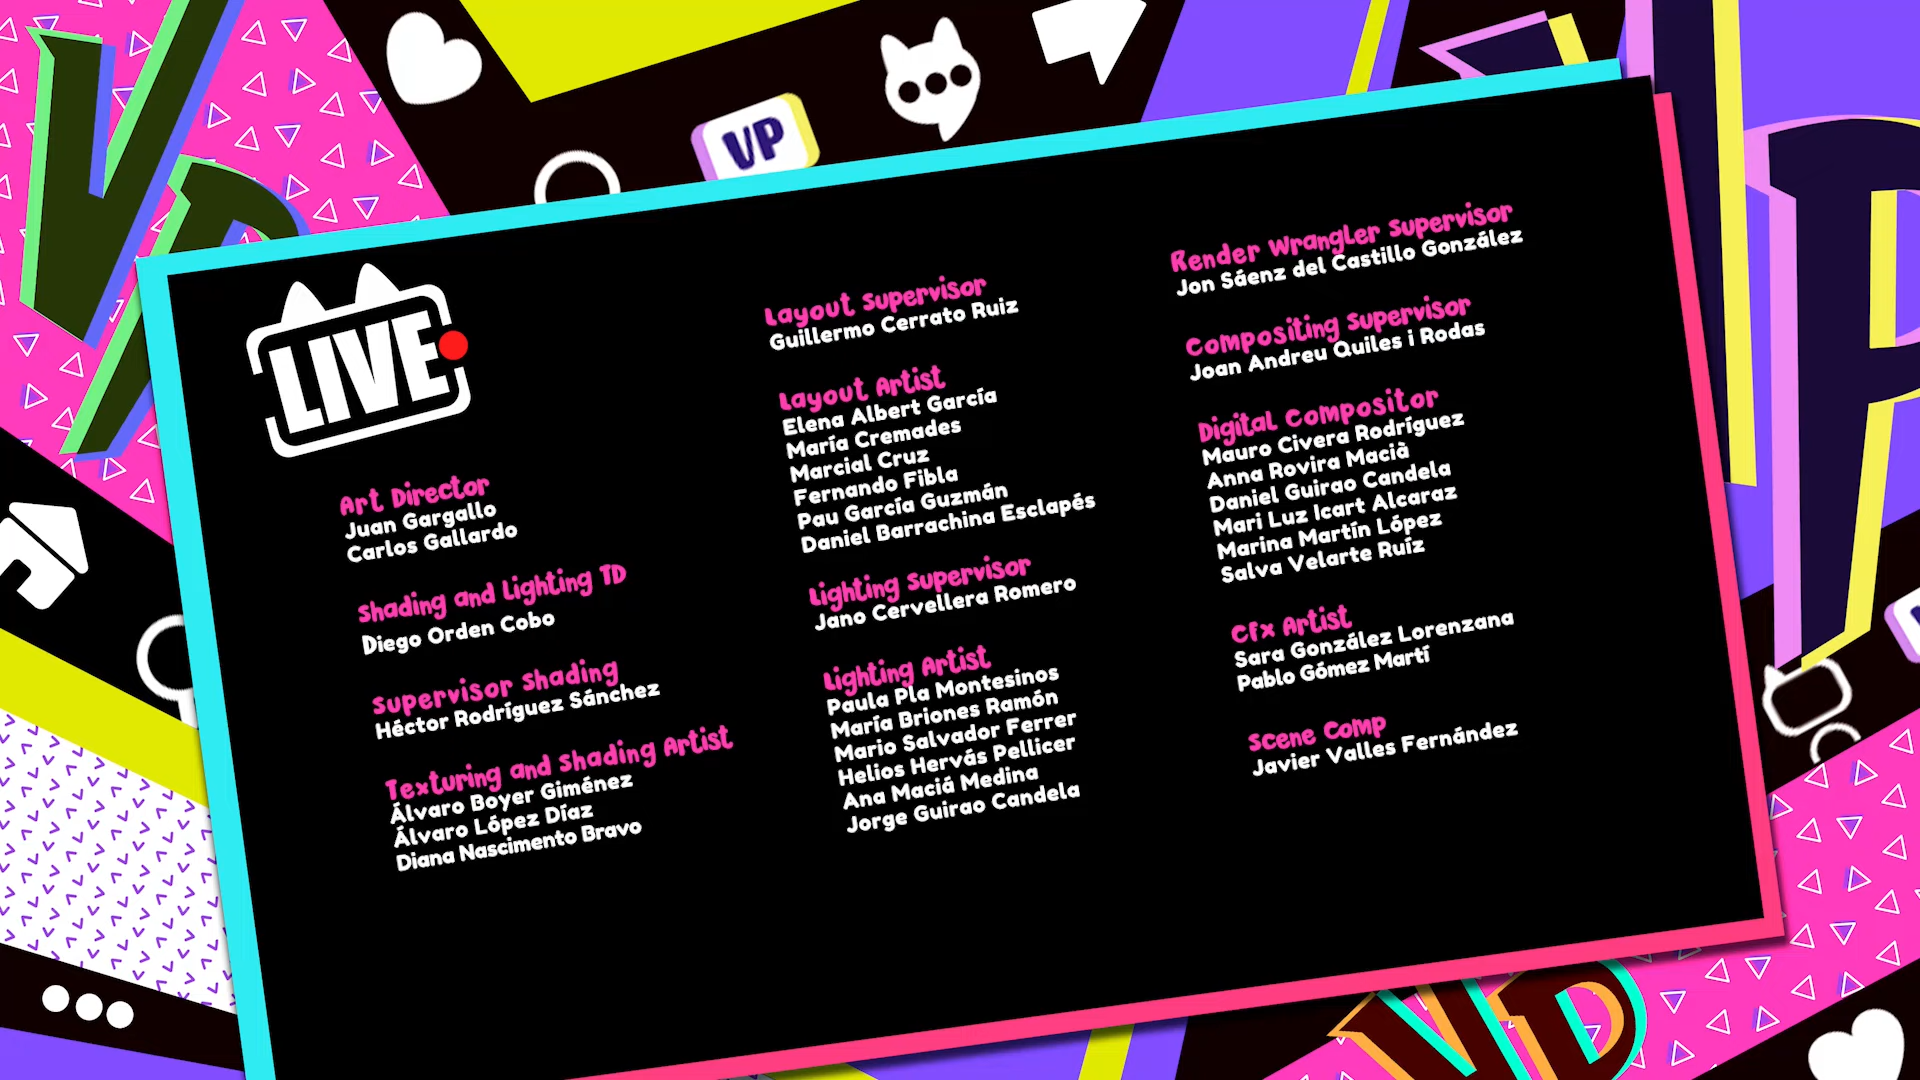 VP
VP
VP
LIVE
Art Director
Juan Gargallo
Carlos Gallardo
Shading and Lighting TD
Diego Orden Cobo
Supervisor Shading
Héctor Rodríguez Sánchez
Texturing and Shading Artist
Álvaro Boyer Giménez
Álvaro López Díaz
Diana Nascimento Bravo
Layout Supervisor
Guillermo Cerrato Ruiz
Layout Artist
Elena Albert García
María Cremades
Marcial Cruz
Fernando Fibla
Pau García Guzmán
Daniel Barrachina Esclapés
Lighting Supervisor
Jano Cervellera Romero
Lighting Artist
Paula Pla Montesinos
María Briones Ramón
Mario Salvador Ferrer
Helios Hervás Pellicer
Ana Maciá Medina
Jorge Guirao Candela
Render Wrangler Supervisor
Jon Sáenz del Castillo González
Compositing Supervisor
Joan Andreu Quiles i Rodas
Digital Compositor
Mauro Civera Rodríguez
Anna Rovira Macià
Daniel Guirao Candela
Mari Luz Icart Alcaraz
Marina Martín López
Salva Velarte Ruíz
Cfx Artist
Sara González Lorenzana
Pablo Gómez Martí
Scene Comp
Javier Valles Fernández
VP